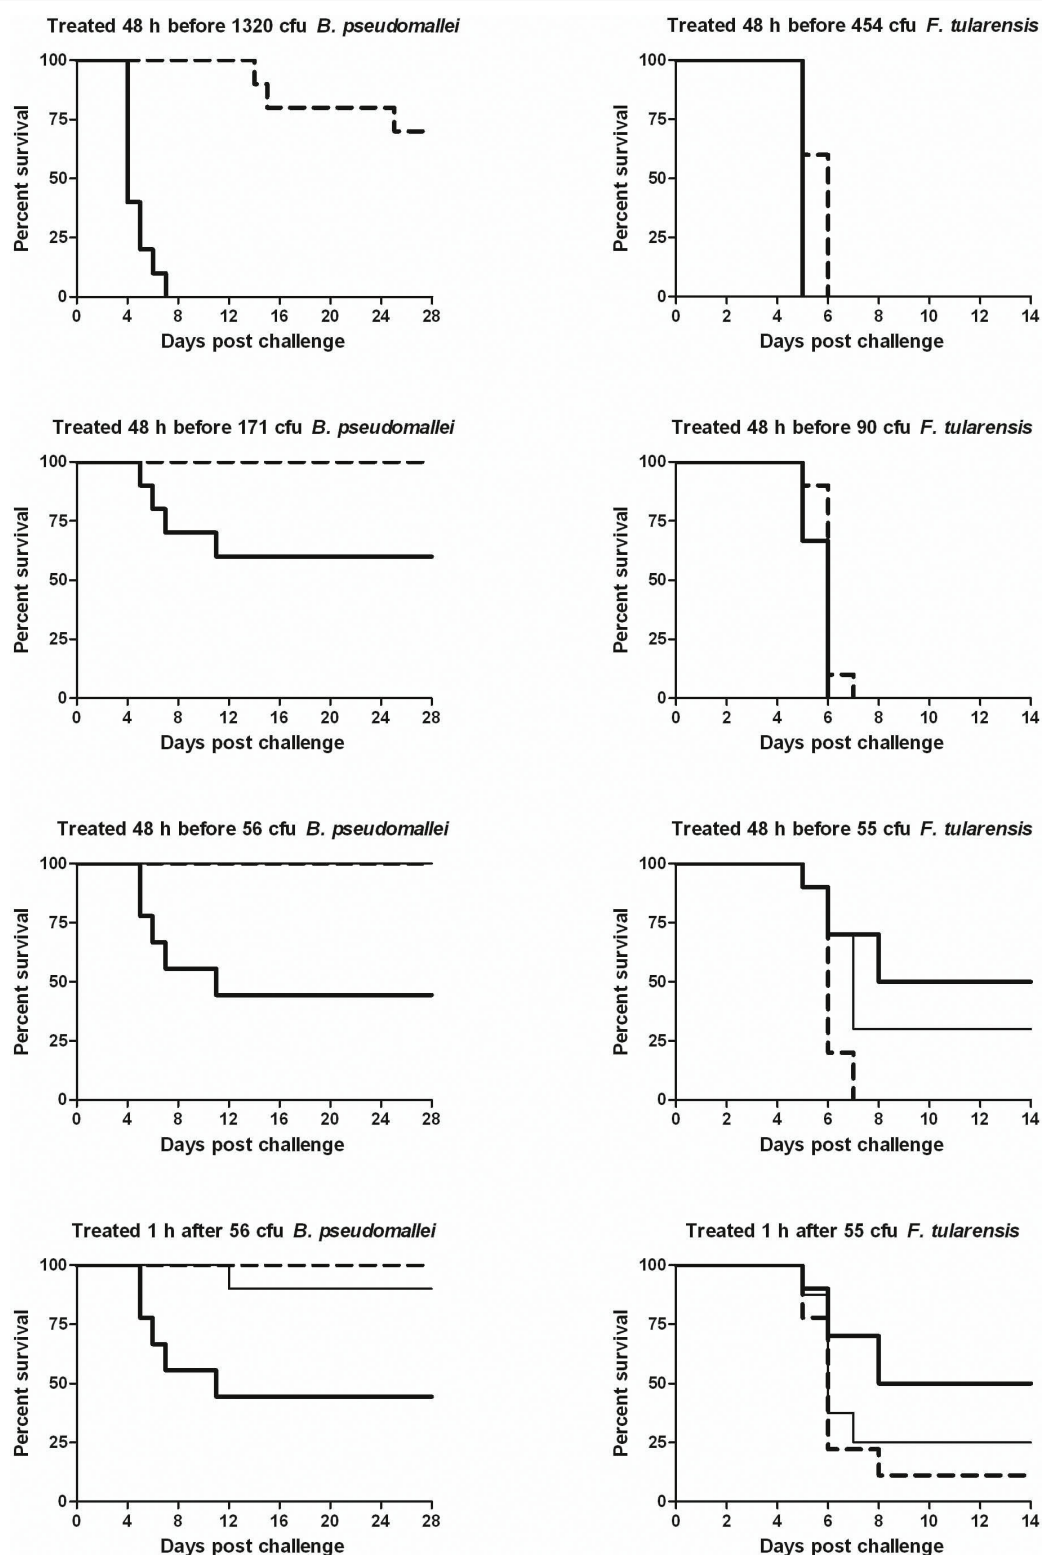 Treated 48 h before 1320 cfu B. pseudomallei
Percent survival
100
75
50
25
0
0 4 8 12 16 20 24 28
Days post challenge
Treated 48 h before 454 cfu F. tularensis
Percent survival
100
75
50
25
0
0 2 4 6 8 10 12 14
Days post challenge
Treated 48 h before 171 cfu B. pseudomallei
Percent survival
100
75
50
25
0
0 4 8 12 16 20 24 28
Days post challenge
Treated 48 h before 90 cfu F. tularensis
Percent survival
100
75
50
25
0
0 2 4 6 8 10 12 14
Days post challenge
Treated 48 h before 56 cfu B. pseudomallei
Percent survival
100
75
50
25
0
0 4 8 12 16 20 24 28
Days post challenge
Treated 48 h before 55 cfu F. tularensis
Percent survival
100
75
50
25
0
0 2 4 6 8 10 12 14
Days post challenge
Treated 1 h after 56 cfu B. pseudomallei
Percent survival
100
75
50
25
0
0 4 8 12 16 20 24 28
Days post challenge
Treated 1 h after 55 cfu F. tularensis
Percent survival
100
75
50
25
0
0 2 4 6 8 10 12 14
Days post challenge